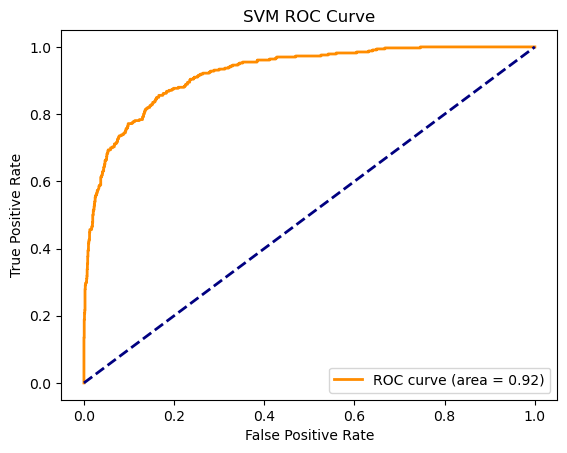 SVM ROC Curve
True Positive Rate
1.0
0.8
0.6
0.4
0.2
0.0
ROC curve (area = 0.92)
0.0 0.2 0.4 0.6 0.8 1.0
False Positive Rate